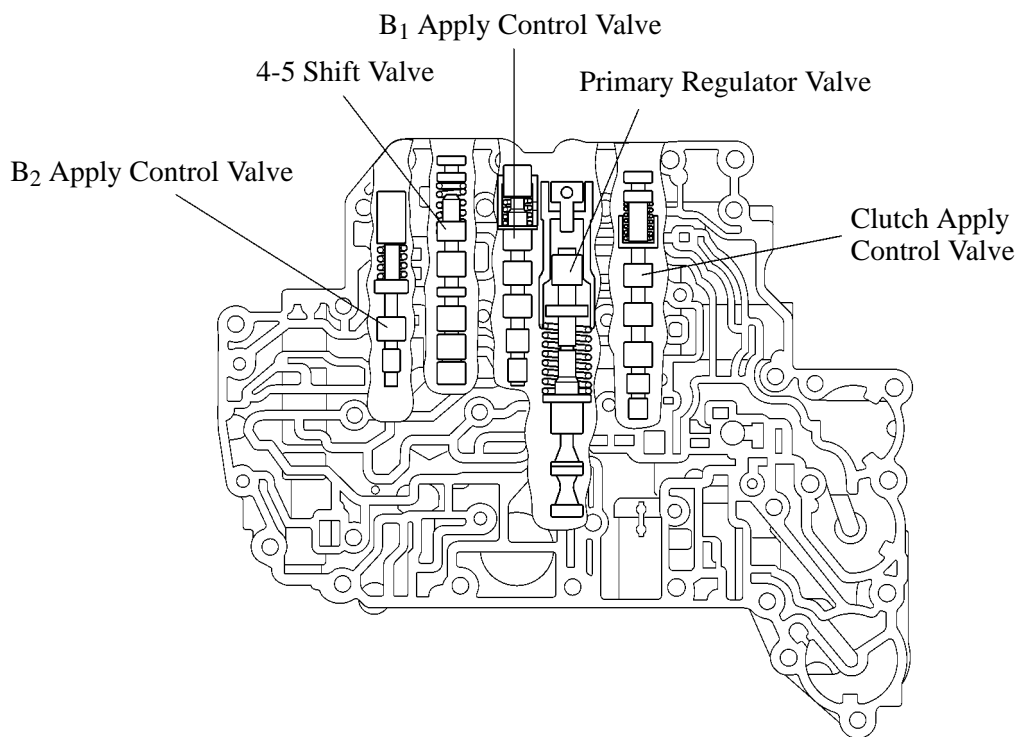 B1 Apply Control Valve
4-5 Shift Valve
Primary Regulator Valve
B2 Apply Control Valve
Clutch Apply
Control Valve